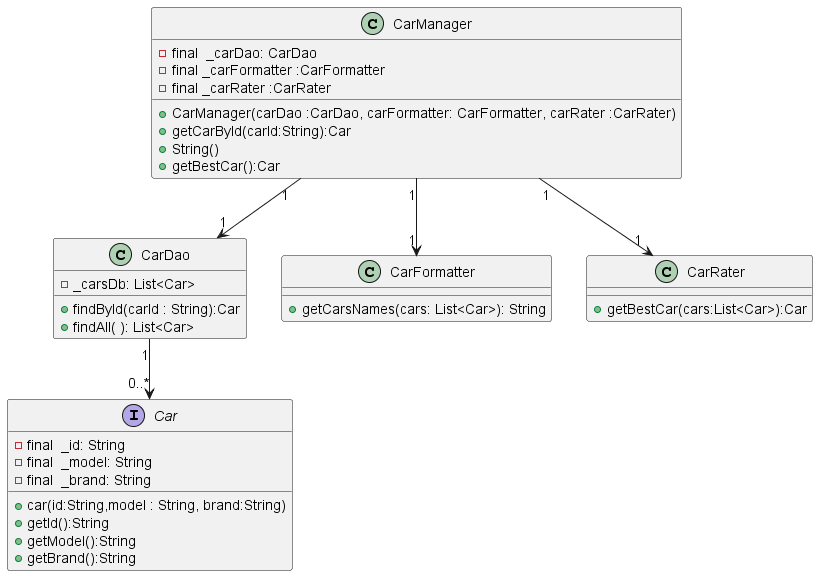 C CarManager
final _carDao: CarDao
final _carFormatter :CarFormatter
final _carRater :CarRater
CarManager(carDao :CarDao, carFormatter: CarFormatter, carRater :CarRater)
getCarById(carId:String):Car
String()
getBestCar():Car
1 1 1
1 1 1
C CarDao
_carsDb: List<Car>
findById(carId : String):Car
findAll( ): List<Car>
C CarFormatter
getCarsNames(cars: List<Car>): String
C CarRater
getBestCar(cars:List<Car>):Car
1
0..*
I Car
final _id: String
final _model: String
final _brand: String
car(id:String,model : String, brand:String)
getId():String
getModel():String
getBrand():String